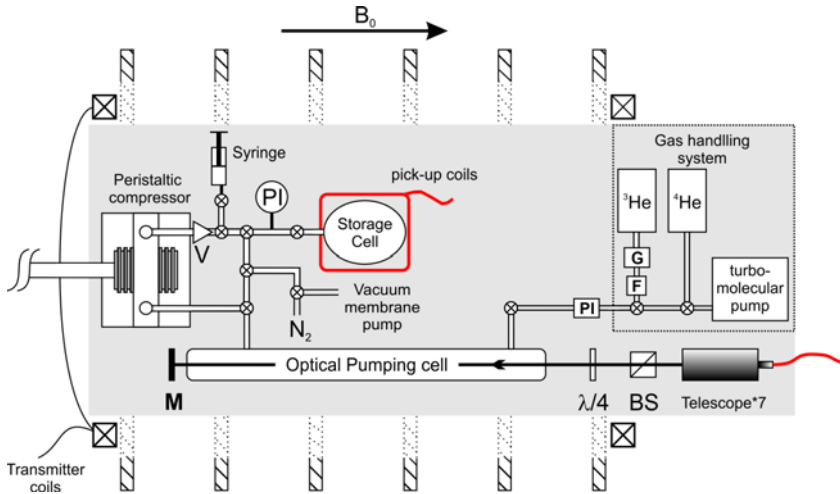 B₀
Gas handlling
system
Syringe
pick-up coils
Peristaltic
compressor
PI
³He
⁴He
Storage
Cell
V
G
F
turbo-
molecular
pump
PI
Vacuum
membrane
pump
N₂
Optical Pumping cell
M
λ/4
BS
Telescope*7
Transmitter
coils